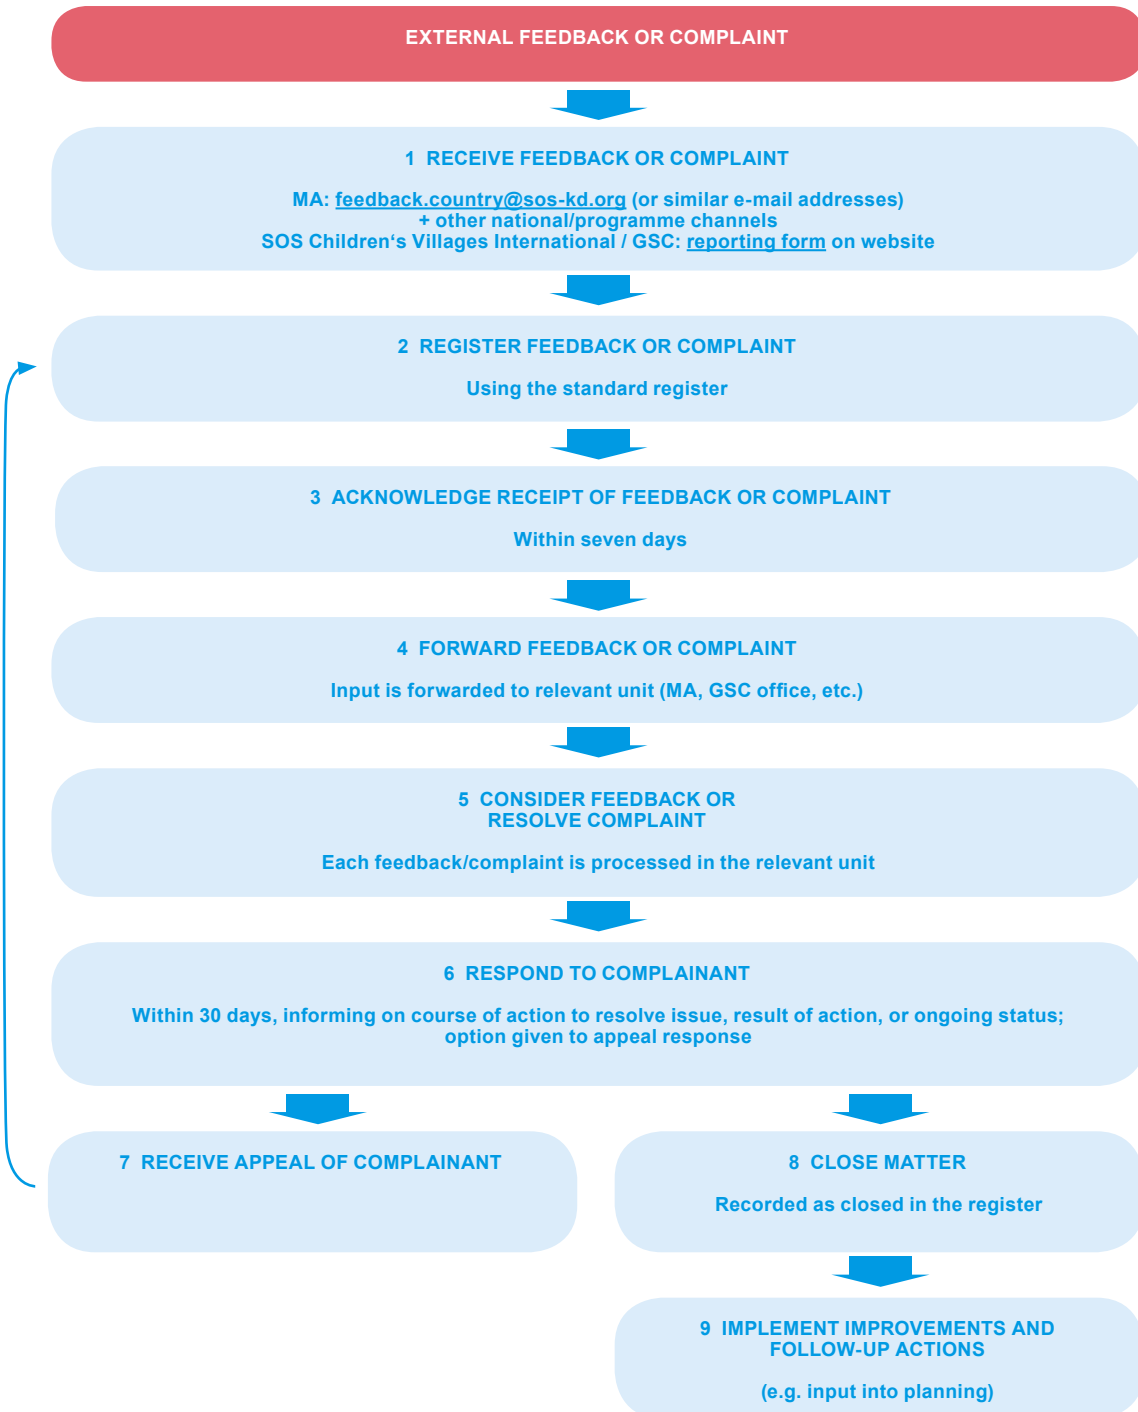 EXTERNAL FEEDBACK OR COMPLAINT
1 RECEIVE FEEDBACK OR COMPLAINT
MA: feedback.country@sos-kd.org (or similar e-mail addresses)
+ other national/programme channels
SOS Children‘s Villages International / GSC: reporting form on website
2 REGISTER FEEDBACK OR COMPLAINT
Using the standard register
3 ACKNOWLEDGE RECEIPT OF FEEDBACK OR COMPLAINT
Within seven days
4 FORWARD FEEDBACK OR COMPLAINT
Input is forwarded to relevant unit (MA, GSC office, etc.)
5 CONSIDER FEEDBACK OR
RESOLVE COMPLAINT
Each feedback/complaint is processed in the relevant unit
6 RESPOND TO COMPLAINANT
Within 30 days, informing on course of action to resolve issue, result of action, or ongoing status;
option given to appeal response
7 RECEIVE APPEAL OF COMPLAINANT
8 CLOSE MATTER
Recorded as closed in the register
9 IMPLEMENT IMPROVEMENTS AND
FOLLOW-UP ACTIONS
(e.g. input into planning)